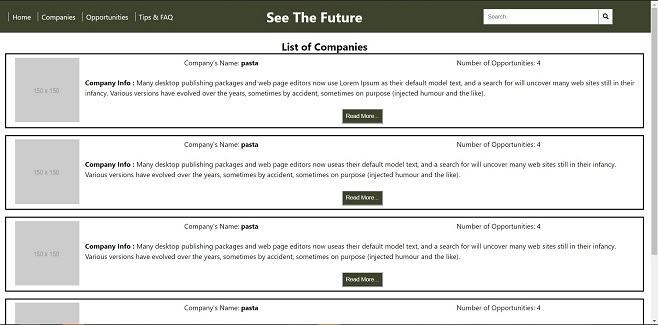 Home Companies Opportunities Tips & FAQ See The Future Search..
List of Companies
Company's Name: pasta Number of Opportunities: 4
150 x 150
Company Info : Many desktop publishing packages and web page editors now use Lorem Ipsum as their default model text, and a search for will uncover many web sites still in their
infancy. Various versions have evolved over the years, sometimes by accident, sometimes on purpose (injected humour and the like).
Read More...
Company's Name: pasta Number of Opportunities: 4
150 x 150
Company Info : Many desktop publishing packages and web page editors now useas their default model text, and a search for will uncover many web sites still in their infancy.
Various versions have evolved over the years, sometimes by accident, sometimes on purpose (injected humour and the like).
Read More...
Company's Name: pasta Number of Opportunities: 4
150 x 150
Company Info : Many desktop publishing packages and web page editors now useas their default model text, and a search for will uncover many web sites still in their infancy.
Various versions have evolved over the years, sometimes by accident, sometimes on purpose (injected humour and the like).
Read More...
Company's Name: pasta Number of Opportunities: 4